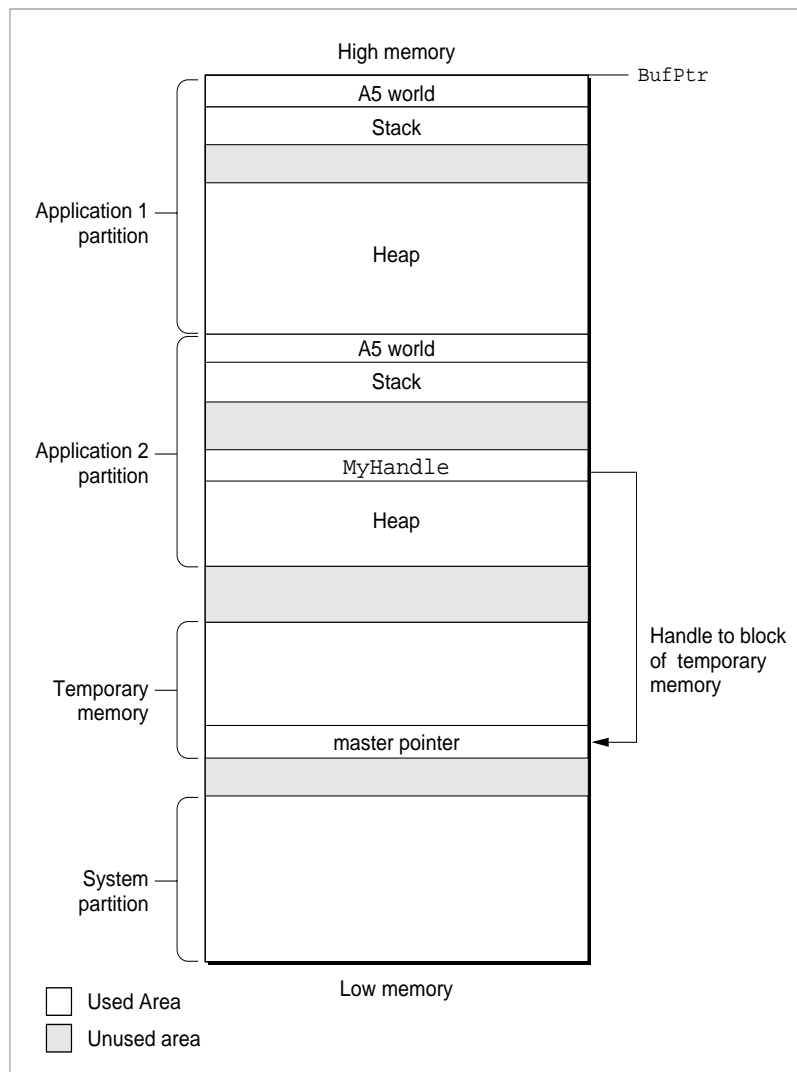 High memory
BufPtr
A5 world
Stack
Application 1
partition
Heap
A5 world
Stack
Application 2
partition
MyHandle
Heap
Handle to block
of temporary
memory
Temporary
memory
master pointer
System
partition
Low memory
Used Area
Unused area